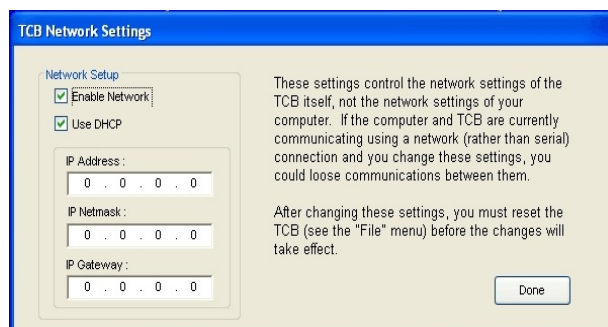 TCB Network Settings
Network Setup
Enable Network
Use DHCP
IP Address :
0 . 0 . 0 . 0
IP Netmask :
0 . 0 . 0 . 0
IP Gateway :
0 . 0 . 0 . 0
These settings control the network settings of the
TCB itself, not the network settings of your
computer. If the computer and TCB are currently
communicating using a network (rather than serial)
connection and you change these settings, you
could loose communications between them.
After changing these settings, you must reset the
TCB (see the "File" menu) before the changes will
take effect.
Done